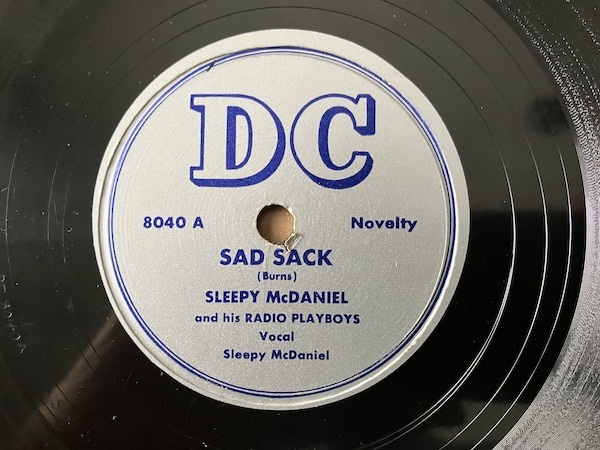 DC
8040 A Novelty
SAD SACK
(Burns)
SLEEPY McDANIEL
and his RADIO PLAYBOYS
Vocal
Sleepy McDaniel